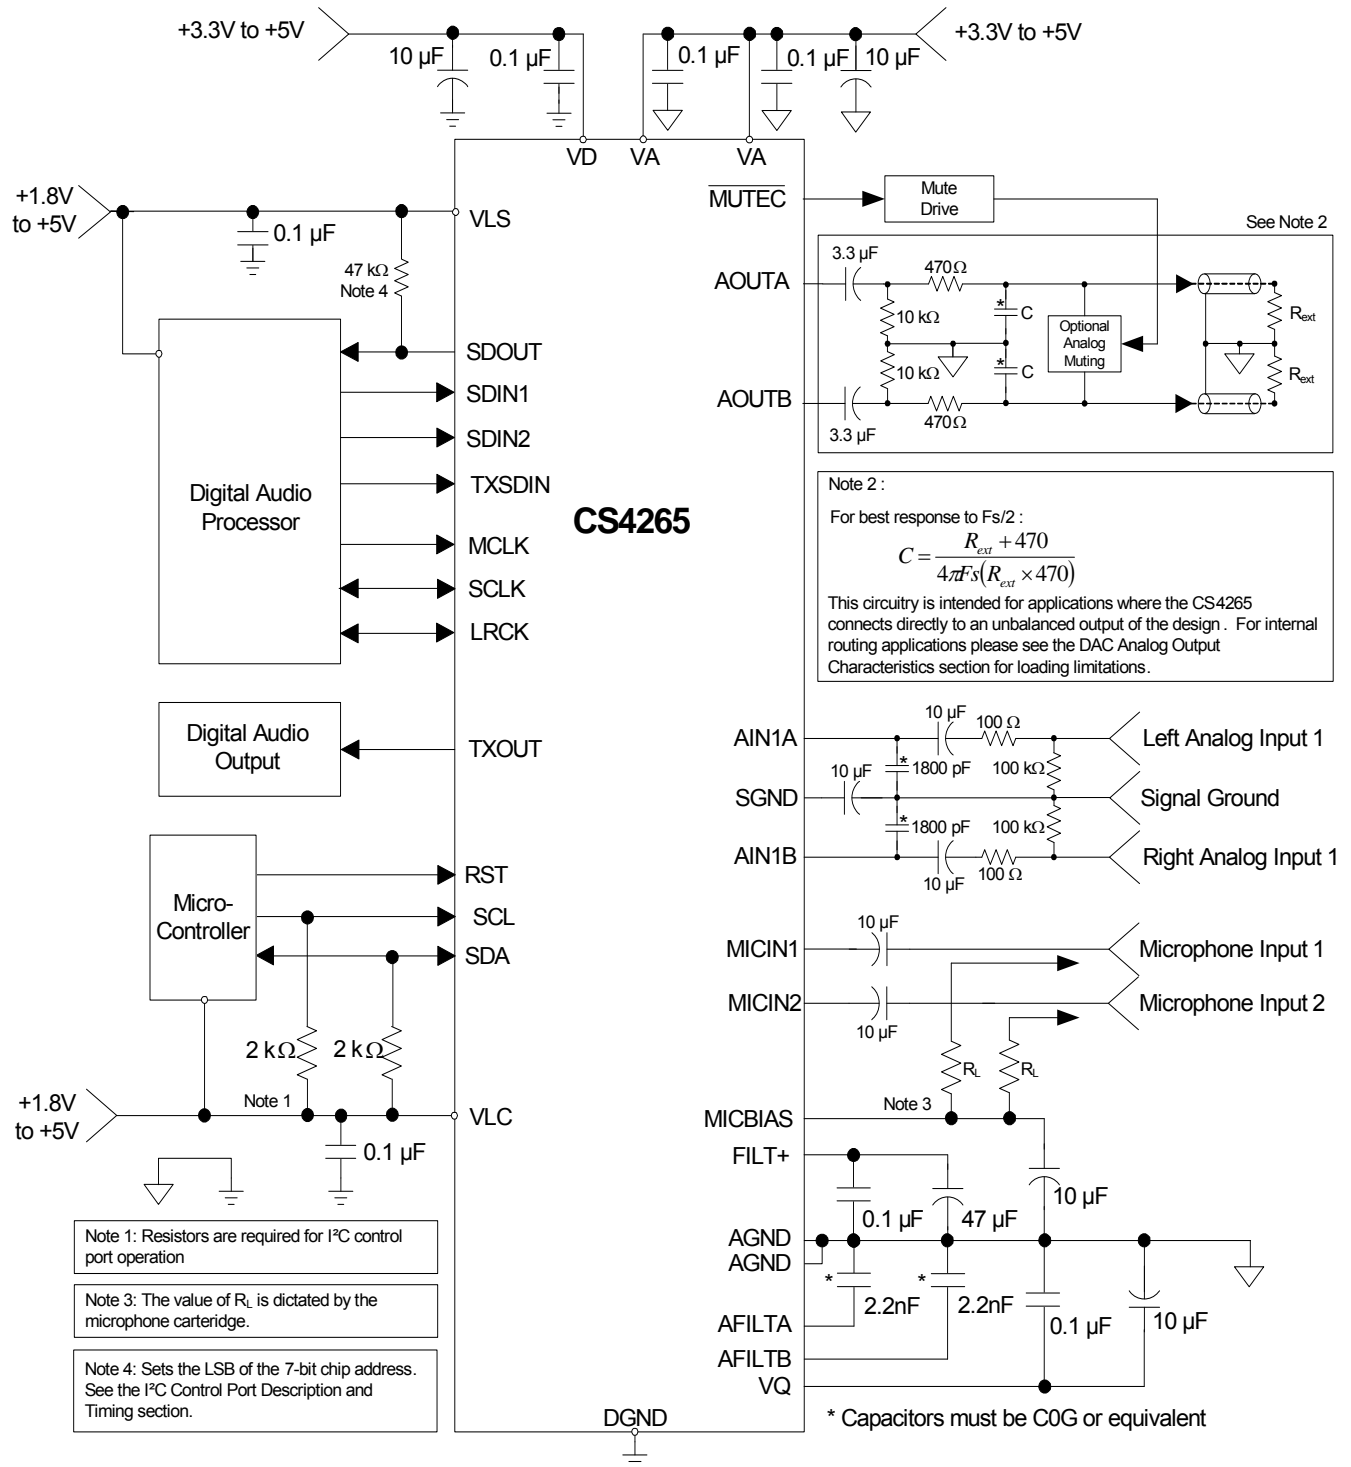 +3.3V to +5V
10 µF
0.1 µF
0.1 µF
0.1 µF
10 µF
+3.3V to +5V
VD
VA
VA
+1.8V
to +5V
0.1 µF
VLS
47 kΩ
Note 4
MUTEC
Mute
Drive
See Note 2
3.3 µF
470Ω
AOUTA
10 kΩ
C
Optional
Analog
Muting
Rext
10 kΩ
C
Rext
AOUTB
3.3 µF
470Ω
Digital Audio
Processor
SDOUT
SDIN1
SDIN2
TXSDIN
MCLK
SCLK
LRCK
CS4265
Note 2 :
For best response to Fs/2 :
C = Rext + 470 / 4πFs(Rext × 470)
This circuitry is intended for applications where the CS4265
connects directly to an unbalanced output of the design . For internal
routing applications please see the DAC Analog Output
Characteristics section for loading limitations.
Digital Audio
Output
TXOUT
AIN1A
10 µF
100 Ω
Left Analog Input 1
* 1800 pF
100 kΩ
10 µF
SGND
Signal Ground
* 1800 pF
100 kΩ
AIN1B
10 µF
100 Ω
Right Analog Input 1
Micro-
Controller
RST
SCL
SDA
2 kΩ
2 kΩ
+1.8V
to +5V
Note 1
VLC
0.1 µF
10 µF
MICIN1
Microphone Input 1
MICIN2
10 µF
Microphone Input 2
RL
RL
Note 3
MICBIAS
FILT+
10 µF
0.1 µF
47 µF
AGND
AGND
*
2.2nF
*
2.2nF
0.1 µF
10 µF
AFILTA
AFILTB
VQ
DGND
* Capacitors must be C0G or equivalent
Note 1: Resistors are required for I²C control
port operation
Note 3: The value of RL is dictated by the
microphone carteridge.
Note 4: Sets the LSB of the 7-bit chip address.
See the I²C Control Port Description and
Timing section.